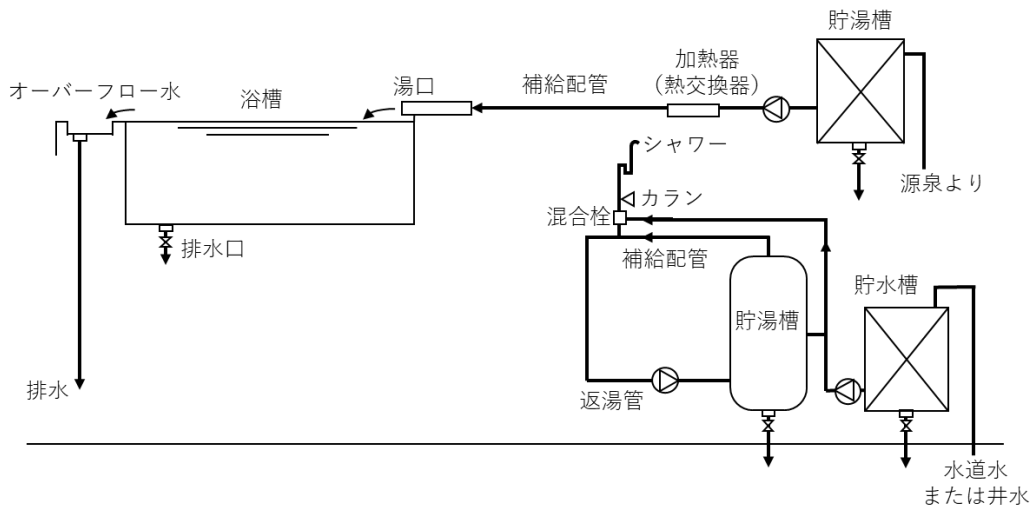 貯湯槽
加熱器
（熱交換器）
補給配管
湯口
浴槽
オーバーフロー水
源泉より
シャワー
カラン
混合栓
排水口
補給配管
貯水槽
貯湯槽
排水
返湯管
水道水
または井水